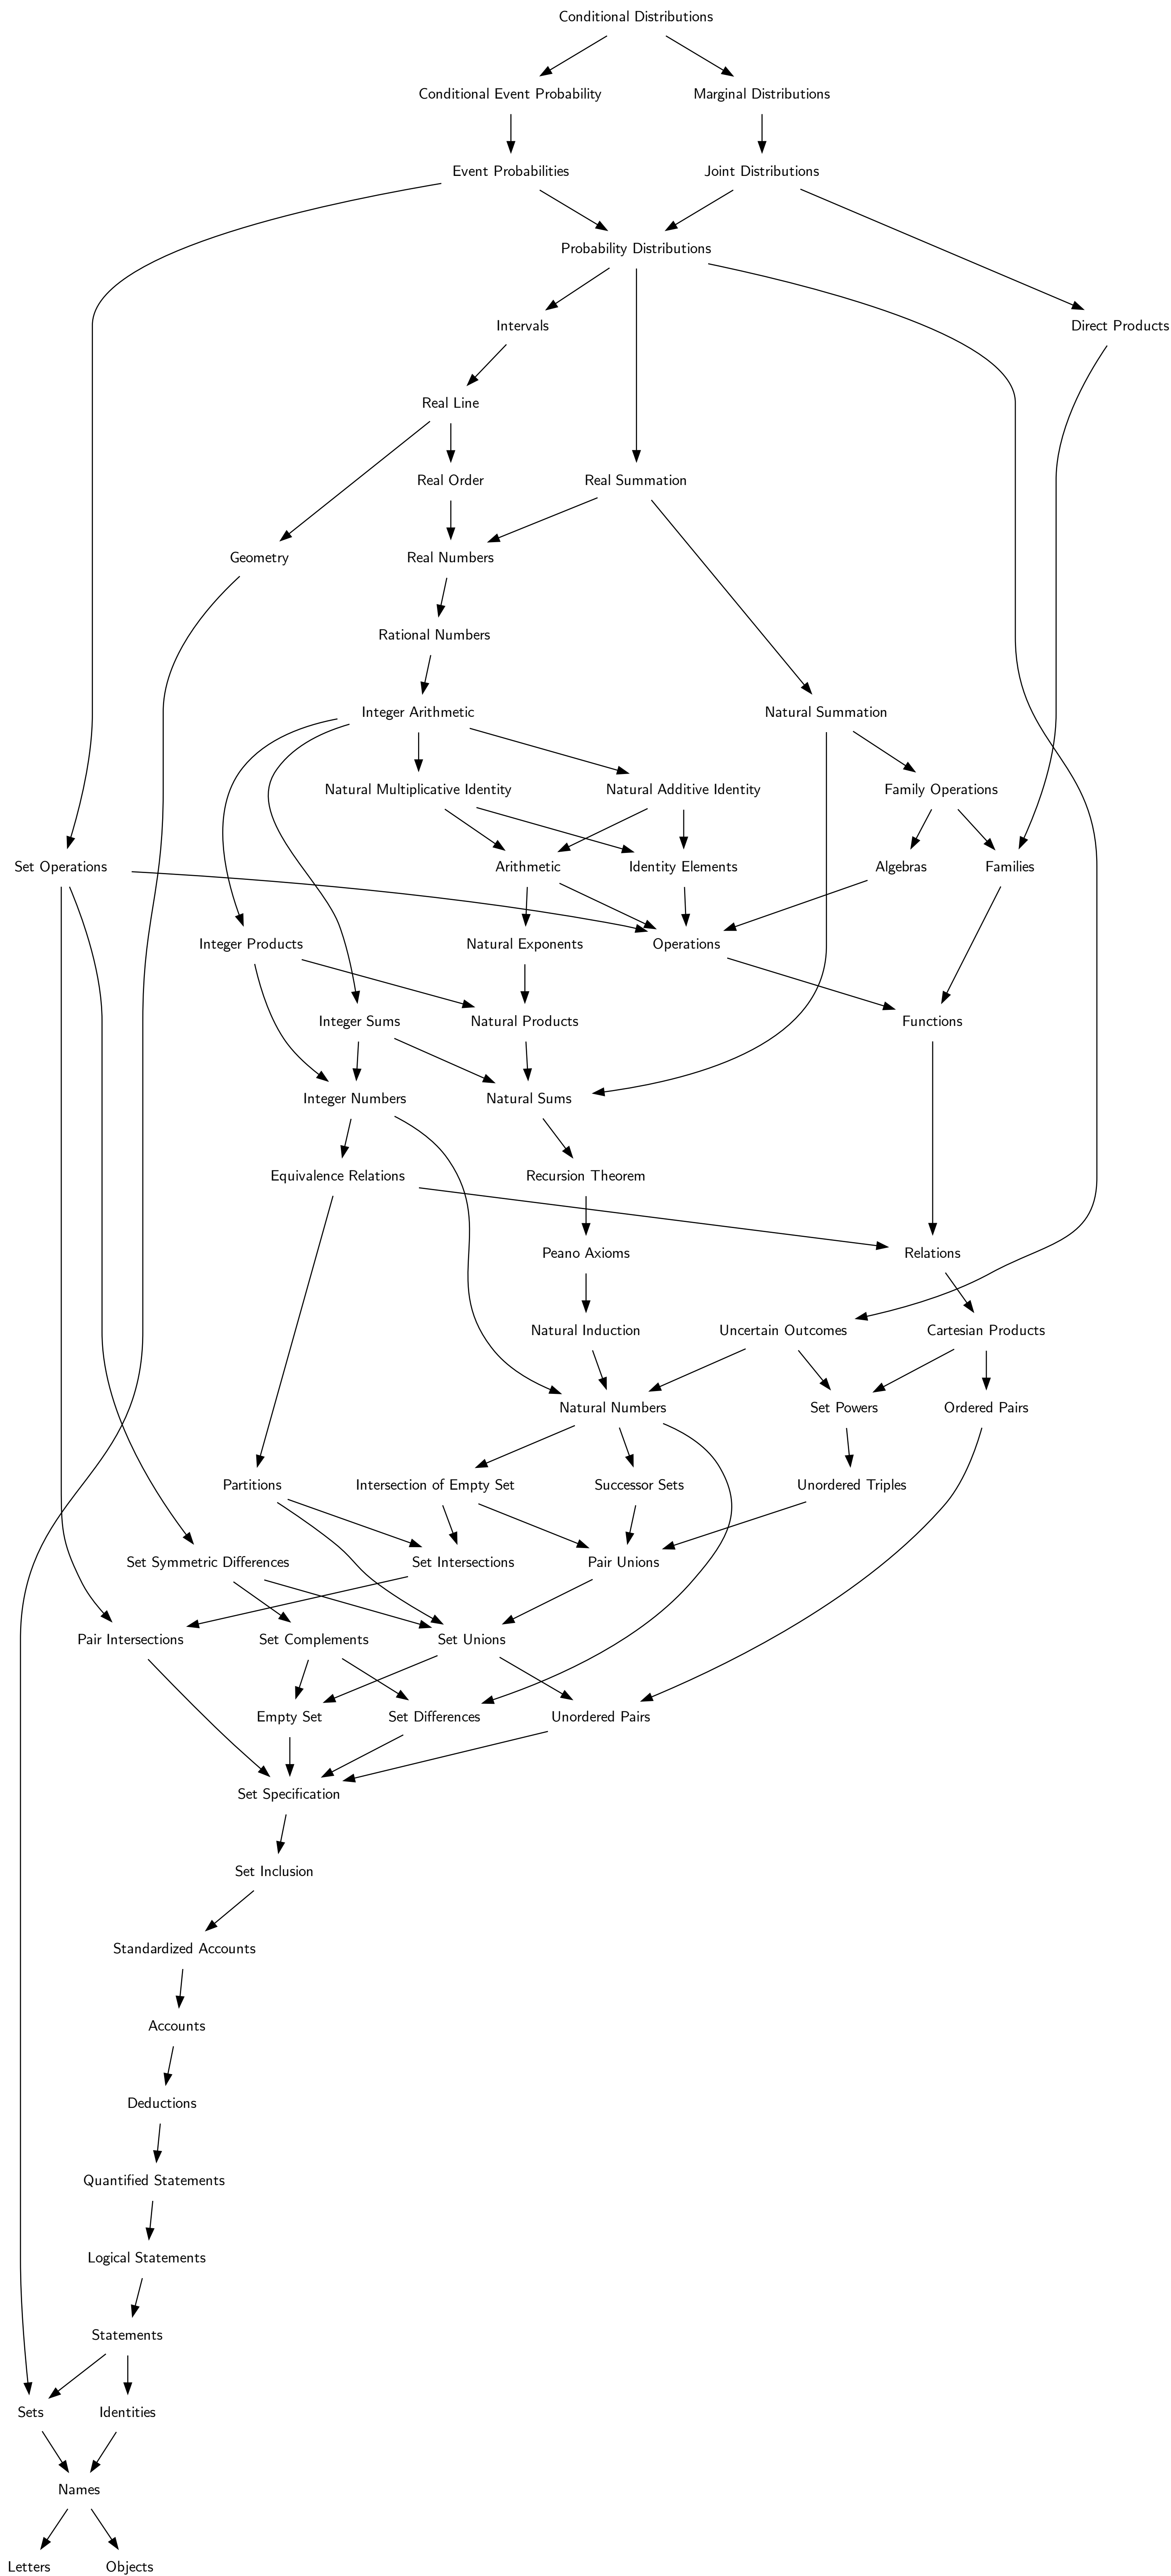 Conditional Distributions
Conditional Event Probability
Marginal Distributions
Event Probabilities
Joint Distributions
Probability Distributions
Intervals
Direct Products
Real Line
Real Order
Real Summation
Geometry
Real Numbers
Rational Numbers
Integer Arithmetic
Natural Summation
Natural Multiplicative Identity
Natural Additive Identity
Family Operations
Set Operations
Arithmetic
Identity Elements
Algebras
Families
Integer Products
Natural Exponents
Operations
Integer Sums
Natural Products
Functions
Integer Numbers
Natural Sums
Equivalence Relations
Recursion Theorem
Peano Axioms
Relations
Natural Induction
Uncertain Outcomes
Cartesian Products
Natural Numbers
Set Powers
Ordered Pairs
Partitions
Intersection of Empty Set
Successor Sets
Unordered Triples
Set Symmetric Differences
Set Intersections
Pair Unions
Pair Intersections
Set Complements
Set Unions
Empty Set
Set Differences
Unordered Pairs
Set Specification
Set Inclusion
Standardized Accounts
Accounts
Deductions
Quantified Statements
Logical Statements
Statements
Sets
Identities
Names
Letters
Objects